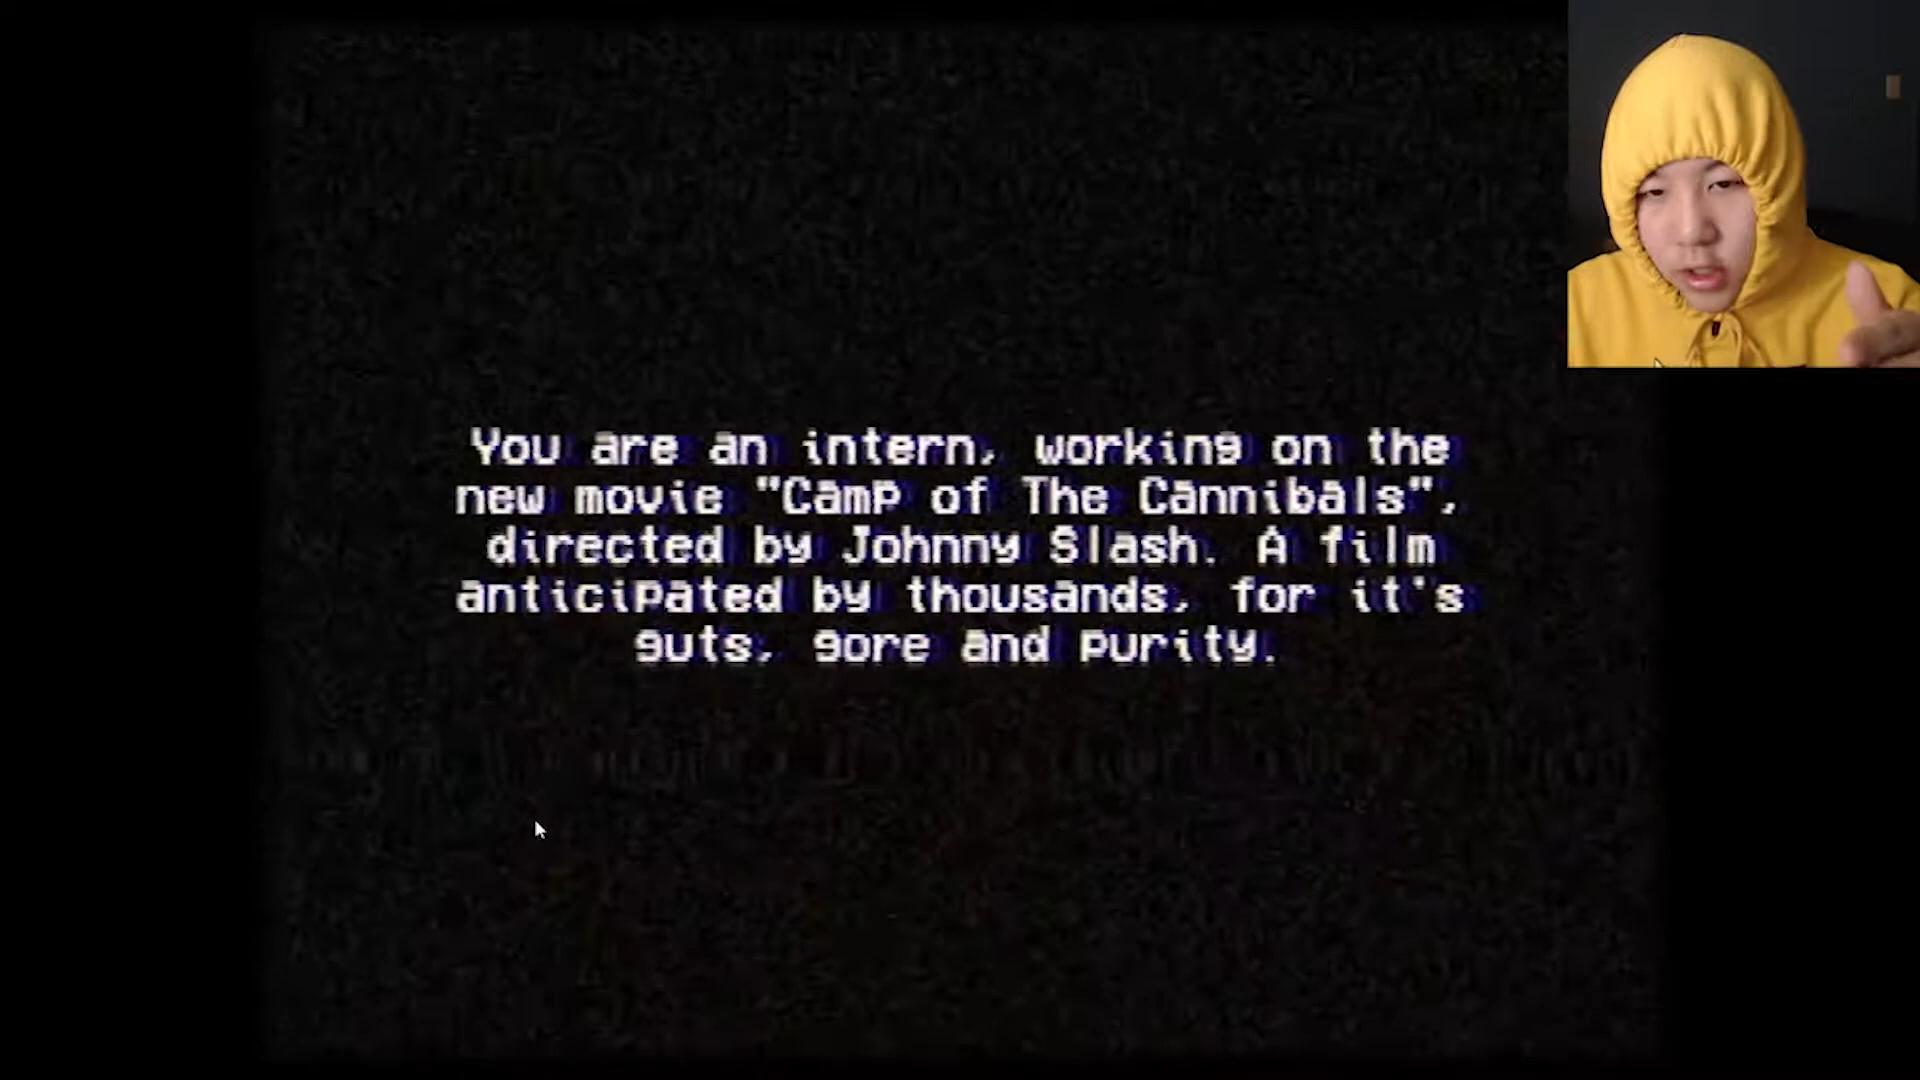 You are an intern, working on the
new movie "Camp of The Cannibals",
directed by Johnny Slash. A film
anticipated by thousands, for it's
guts, gore and purity.